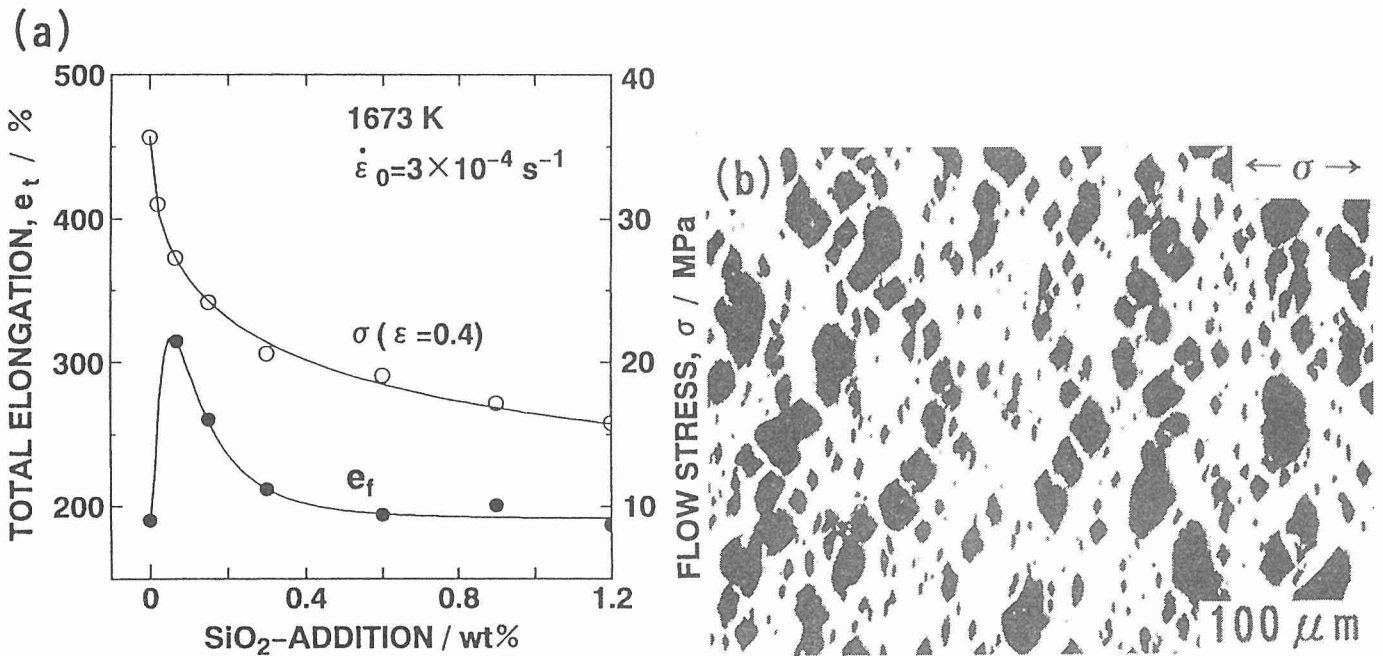 (a)
TOTAL ELONGATION, e_t / %
500
400
300
200
40
30
20
10
1673 K
ε̇₀=3×10⁻⁴ s⁻¹
σ ( ε =0.4)
e_f
0
0.4
0.8
1.2
SiO₂–ADDITION / wt%
FLOW STRESS, σ / MPa
(b)
← σ →
100 μm